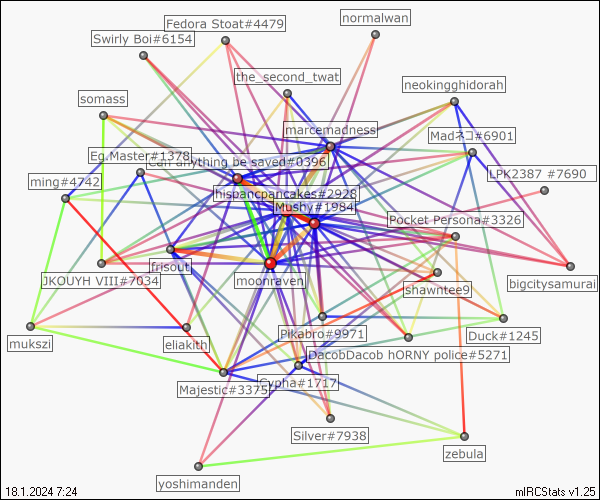 normalwan
Fedora Stoat#4479
Swirly Boi#6154
the_second_twat
neokingghidorah
somass
marcemadness
Madネコ#6901
Eg.Master#1378
Can anything be saved#0396
LPK2387 #7690
ming#4742
hispancpancakes#2928
Mushy#1984
Pocket Persona#3326
frisout
JKOUYH VIII#7034
moonraven
shawntee9
bigcitysamurai
Pikabro#9971
Duck#1245
mukszi
eliakith
DacobDacob hORNY police#5271
Majestic#3375
Cypha#1717
Silver#7938
zebula
yoshimanden
18.1.2024 7:24
mIRCStats v1.25